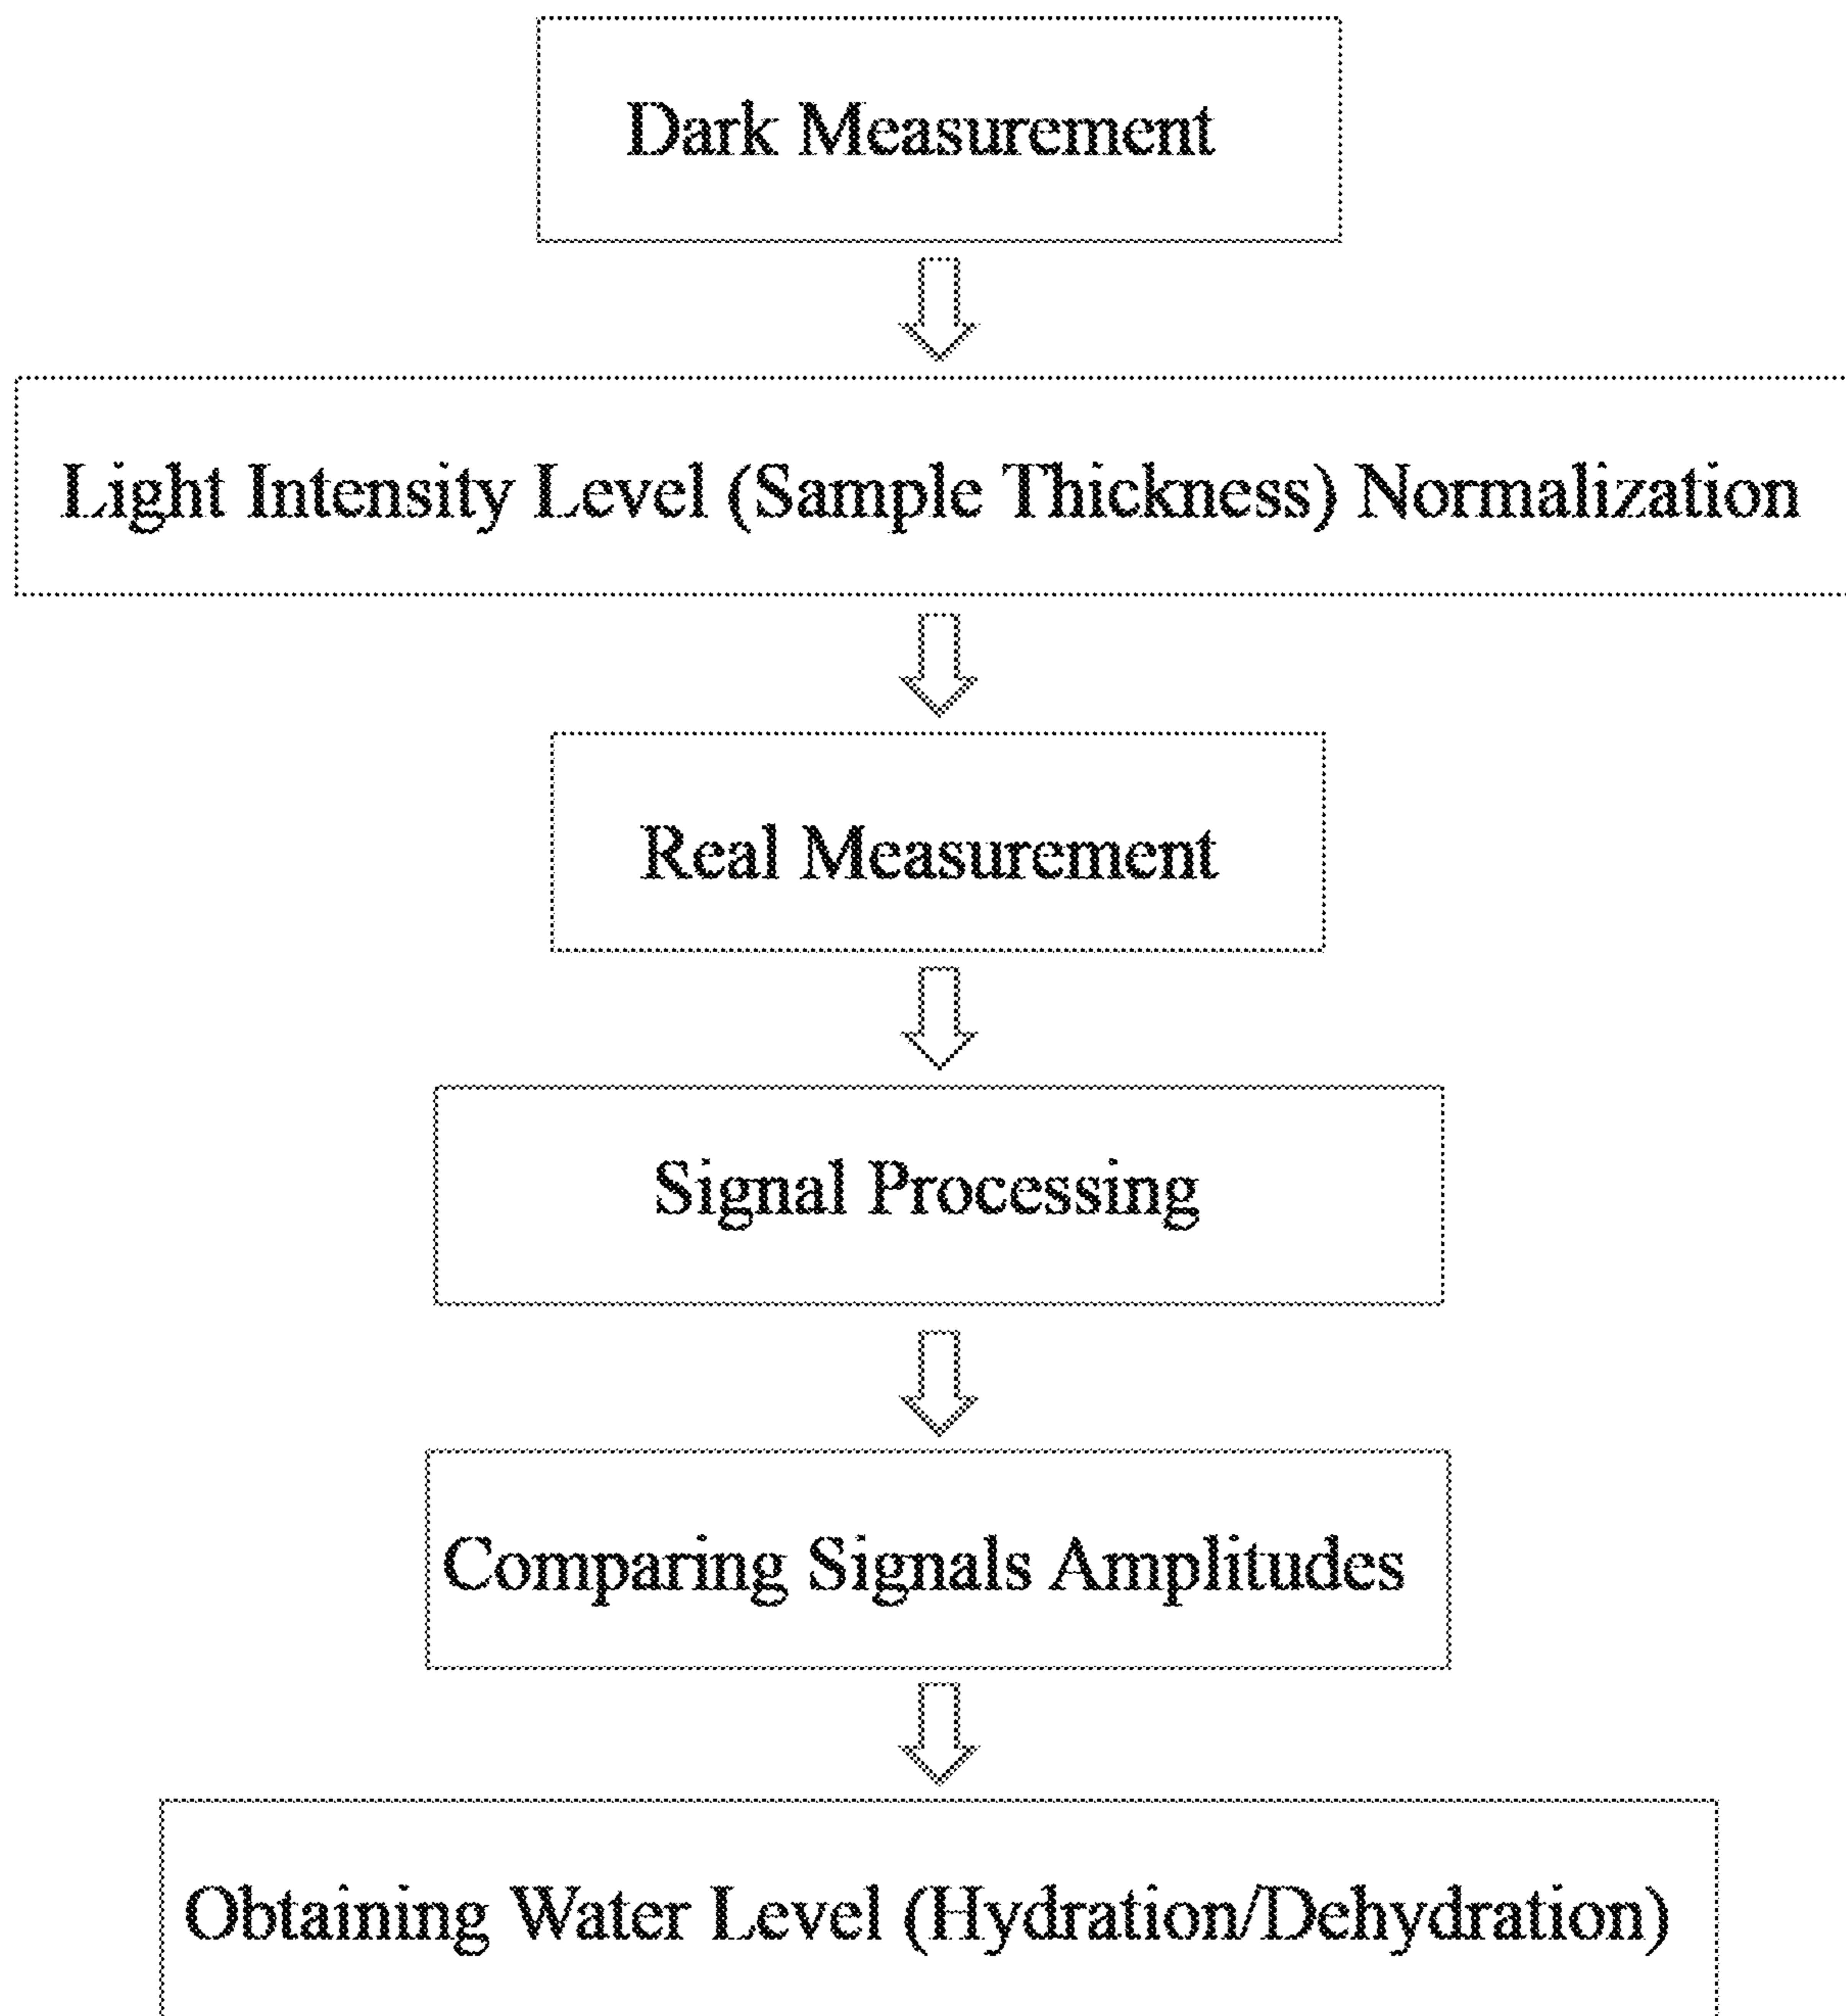 Dark Measurement
Light Intensity Level (Sample Thickness) Normalization
Real Measurement
Signal Processing
Comparing Signals Amplitudes
Obtaining Water Level (Hydration/Dehydration)